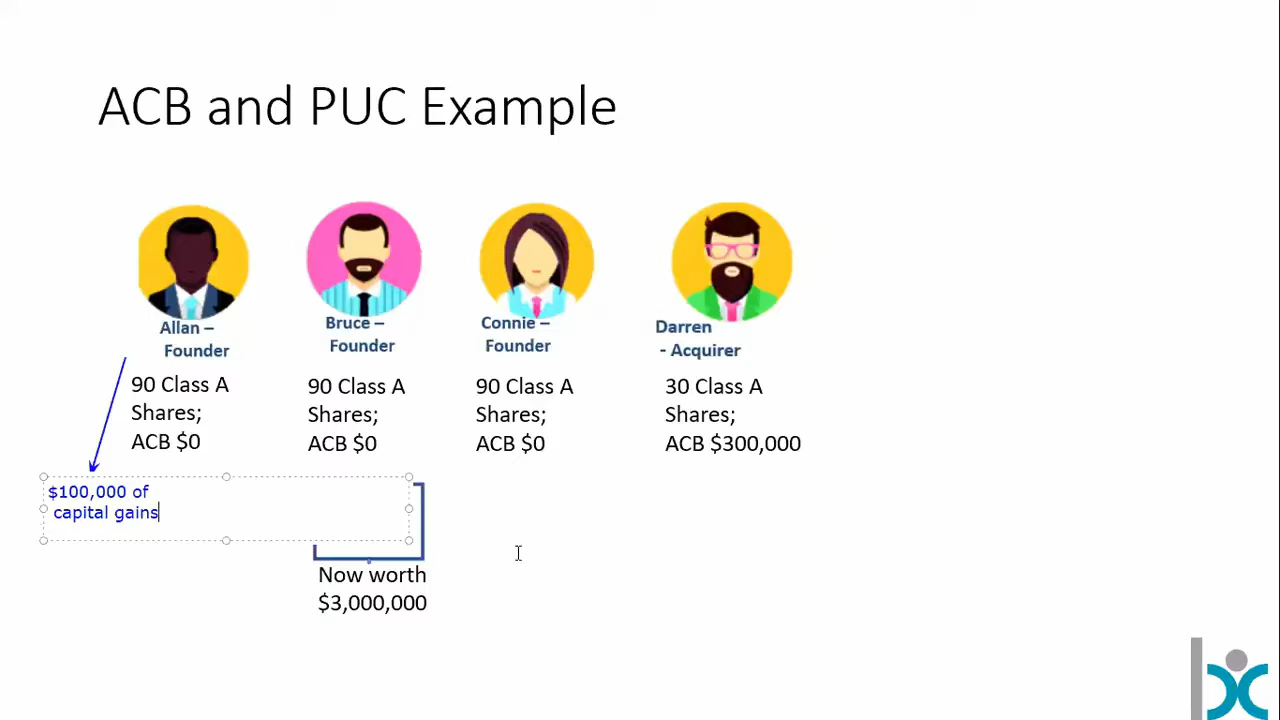 ACB and PUC Example
Allan –
Founder
Bruce –
Founder
Connie –
Founder
Darren
- Acquirer
90 Class A
Shares;
ACB $0
90 Class A
Shares;
ACB $0
90 Class A
Shares;
ACB $0
30 Class A
Shares;
ACB $300,000
$100,000 of
capital gains
Now worth
$3,000,000